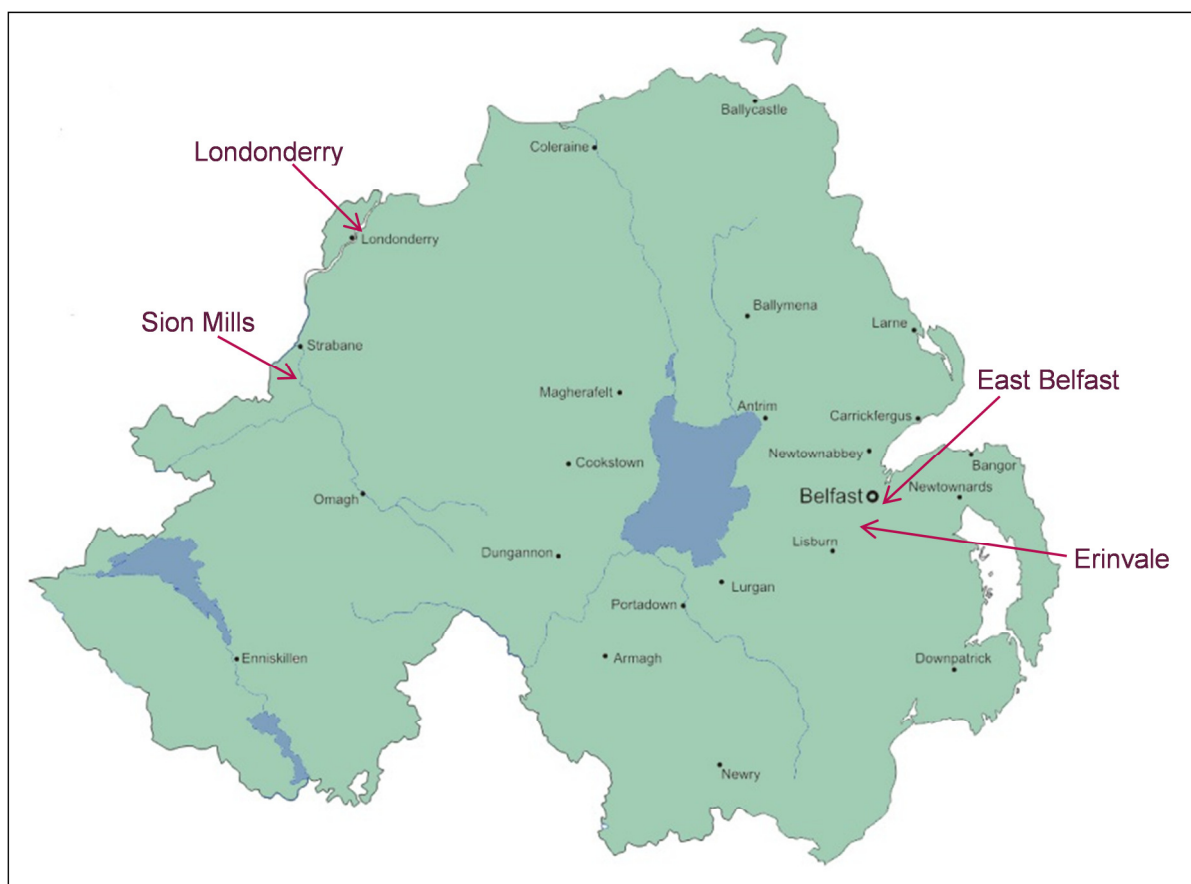 Ballycastle
Coleraine
Londonderry
Londonderry
Ballymena
Sion Mills
Larne
Strabane
East Belfast
Magherafelt
Antrim
Carrickfergus
Newtownabbey
Cookstown
Bangor
Newtownards
Omagh
Belfast
Lisburn
Dungannon
Erinvale
Lurgan
Portadown
Enniskillen
Armagh
Downpatrick
Newry